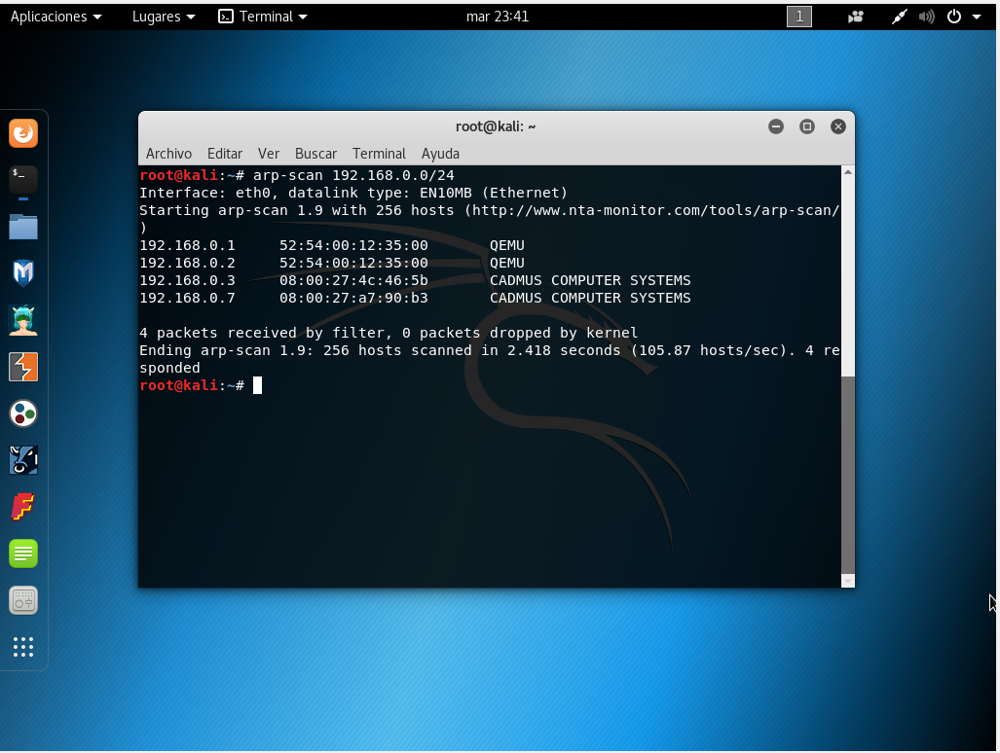 Aplicaciones Lugares Terminal mar 23:41 1
root@kali: ~
Archivo Editar Ver Buscar Terminal Ayuda
root@kali:~# arp-scan 192.168.0.0/24
Interface: eth0, datalink type: EN10MB (Ethernet)
Starting arp-scan 1.9 with 256 hosts (http://www.nta-monitor.com/tools/arp-scan/
)
192.168.0.1 52:54:00:12:35:00 QEMU
192.168.0.2 52:54:00:12:35:00 QEMU
192.168.0.3 08:00:27:4c:46:5b CADMUS COMPUTER SYSTEMS
192.168.0.7 08:00:27:a7:90:b3 CADMUS COMPUTER SYSTEMS
4 packets received by filter, 0 packets dropped by kernel
Ending arp-scan 1.9: 256 hosts scanned in 2.418 seconds (105.87 hosts/sec). 4 re
sponded
root@kali:~#